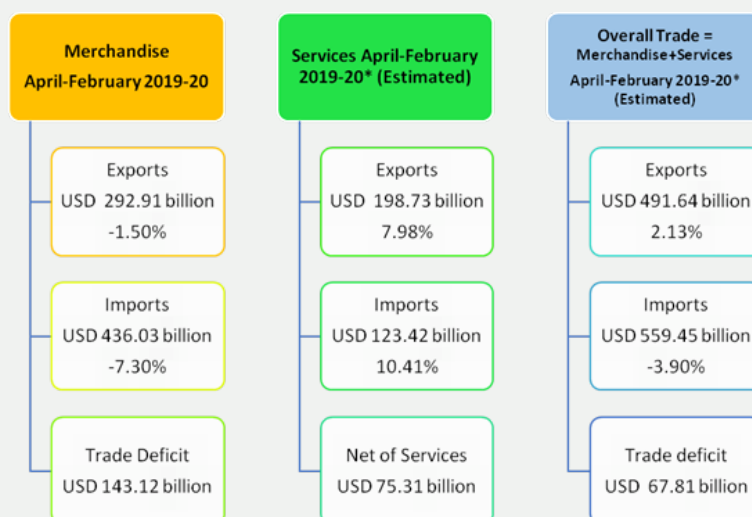 Merchandise
April-February 2019-20
Exports
USD 292.91 billion
-1.50%
Imports
USD 436.03 billion
-7.30%
Trade Deficit
USD 143.12 billion
Services April-February
2019-20* (Estimated)
Exports
USD 198.73 billion
7.98%
Imports
USD 123.42 billion
10.41%
Net of Services
USD 75.31 billion
Overall Trade =
Merchandise+Services
April-February 2019-20*
(Estimated)
Exports
USD 491.64 billion
2.13%
Imports
USD 559.45 billion
-3.90%
Trade deficit
USD 67.81 billion